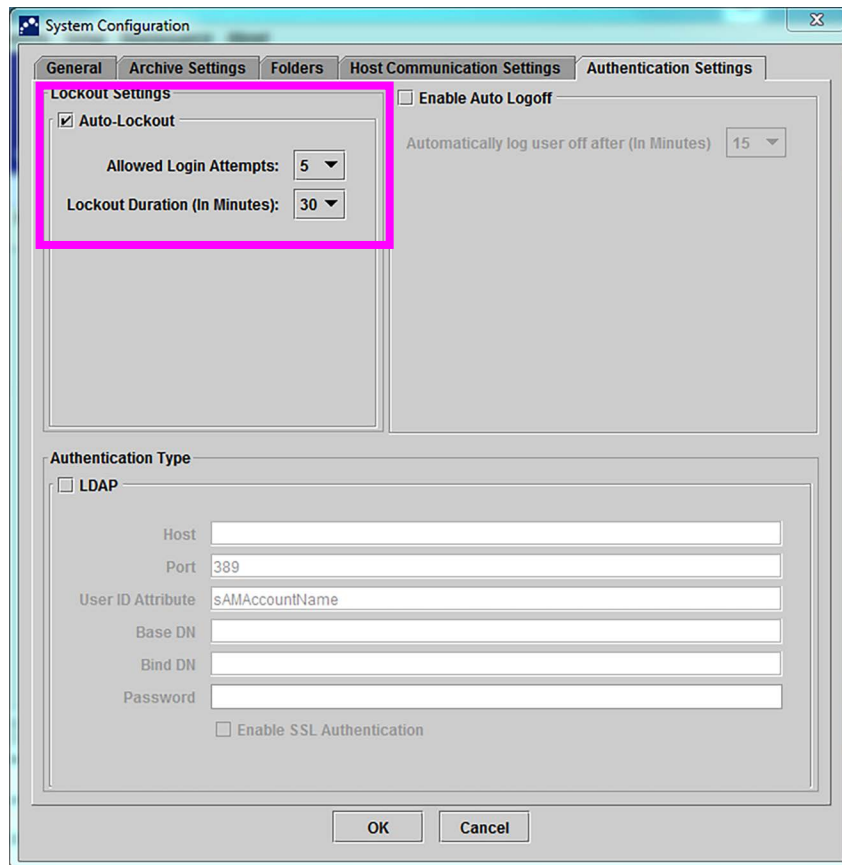 System Configuration
General Archive Settings Folders Host Communication Settings Authentication Settings
Lockout Settings
Auto-Lockout
Allowed Login Attempts: 5
Lockout Duration (In Minutes): 30
Enable Auto Logoff
Automatically log user off after (In Minutes) 15
Authentication Type
LDAP
Host
Port 389
User ID Attribute sAMAccountName
Base DN
Bind DN
Password
Enable SSL Authentication
OK Cancel